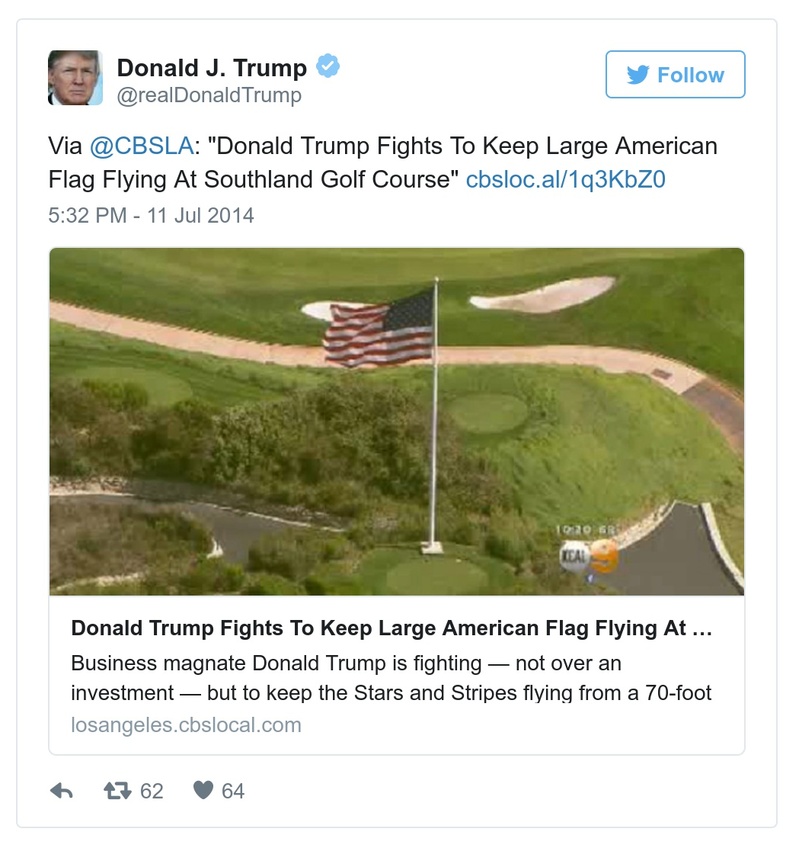 Donald J. Trump
@realDonaldTrump
Follow
Via @CBSLA: "Donald Trump Fights To Keep Large American
Flag Flying At Southland Golf Course" cbsloc.al/1q3KbZ0
5:32 PM - 11 Jul 2014
10:20 68°
KCAL 9
Donald Trump Fights To Keep Large American Flag Flying At ...
Business magnate Donald Trump is fighting — not over an
investment — but to keep the Stars and Stripes flying from a 70-foot
losangeles.cbslocal.com
62 64